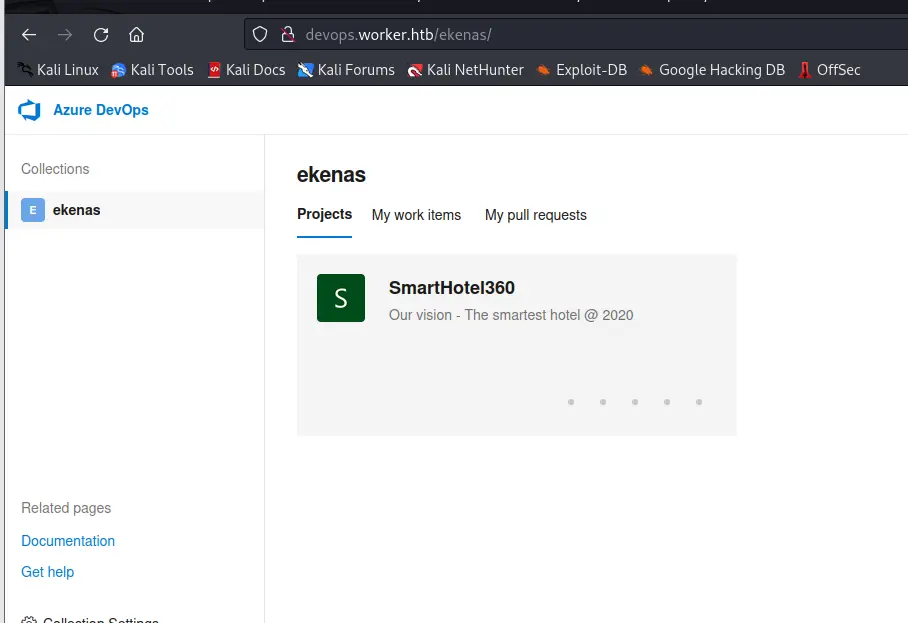 devops.worker.htb/ekenas/
Kali Linux Kali Tools Kali Docs Kali Forums Kali NetHunter Exploit-DB Google Hacking DB OffSec
Azure DevOps
Collections
E ekenas
ekenas
Projects My work items My pull requests
S SmartHotel360
Our vision - The smartest hotel @ 2020
Related pages
Documentation
Get help
Collection Settings